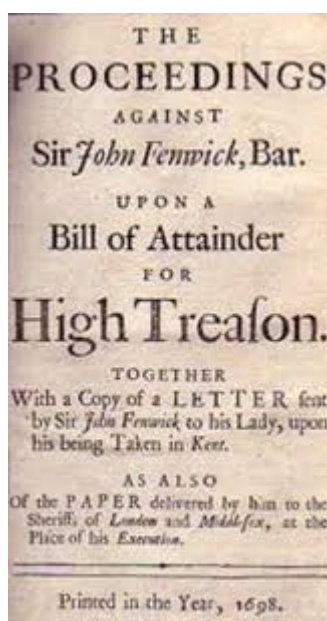 THE
PROCEEDINGS
AGAINST
Sir John Fenwick, Bar.
UPON A
Bill of Attainder
FOR
High Treaſon.
TOGETHER
With a Copy of a LETTER ſent
by Sir John Fenwick to his Lady, upon
his being Taken in Kent.
AS ALSO
Of the PAPER delivered by him to the
Sheriffs of London and Middleſex, at the
Place of his Execution.
Printed in the Year, 1698.